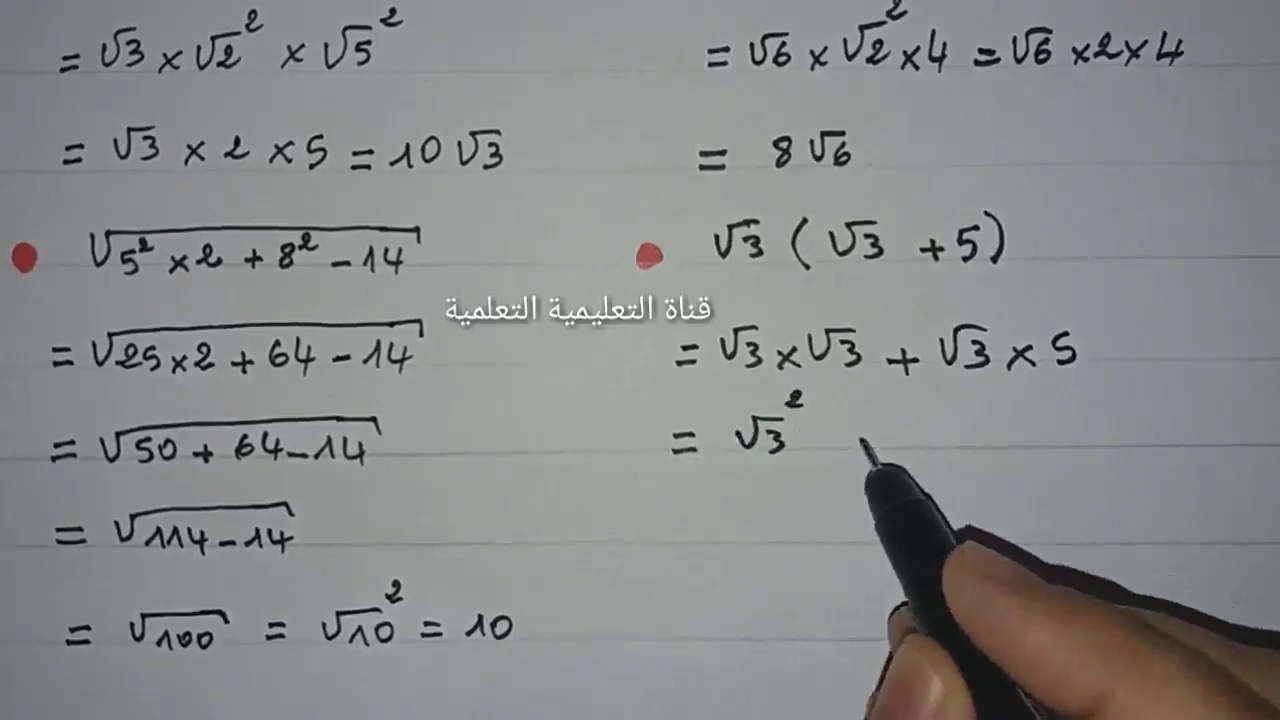 = √3 × √2² × √5²
= √3 × 2 × 5 = 10√3
√(5² × 2 + 8² - 14)
= √(25 × 2 + 64 - 14)
= √(50 + 64 - 14)
= √(114 - 14)
= √100 = √10² = 10
= √6 × √2² × 4 = √6 × 2 × 4
= 8√6
√3 (√3 + 5)
= √3 × √3 + √3 × 5
= √3²
قناة التعليمية التعلمية